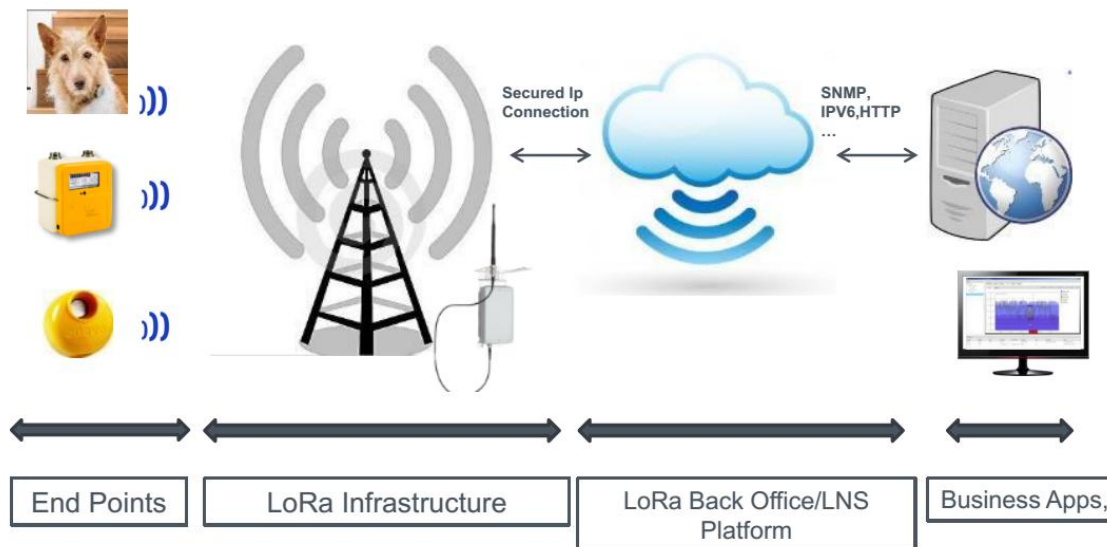 Secured Ip
Connection
SNMP,
IPV6,HTTP
...
End Points
LoRa Infrastructure
LoRa Back Office/LNS
Platform
Business Apps,